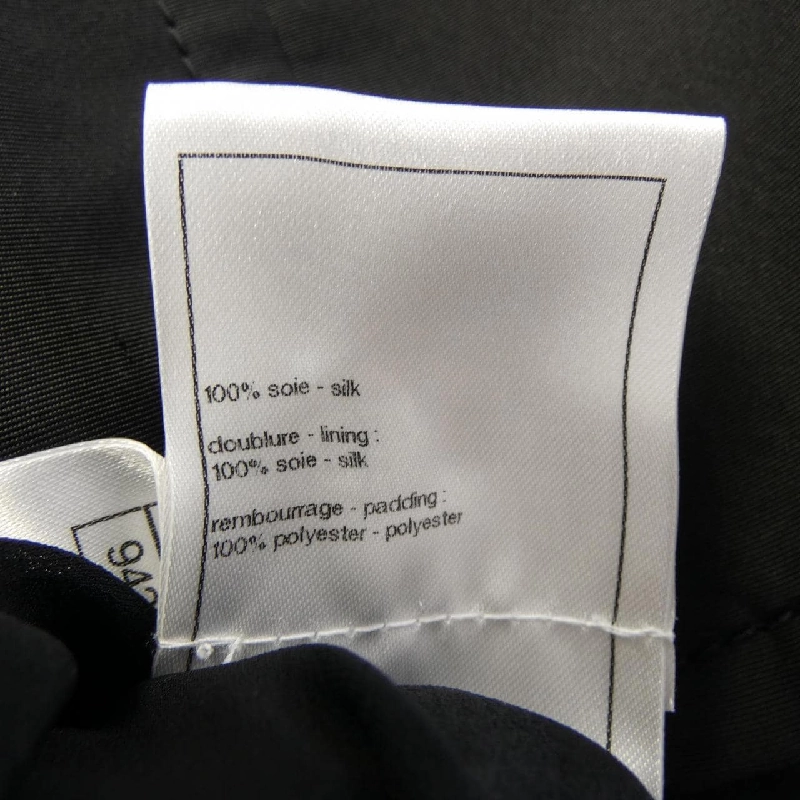 100% soie - silk
doublure - lining :
100% soie - silk
rembourrage - padding :
100% polyester - polyester